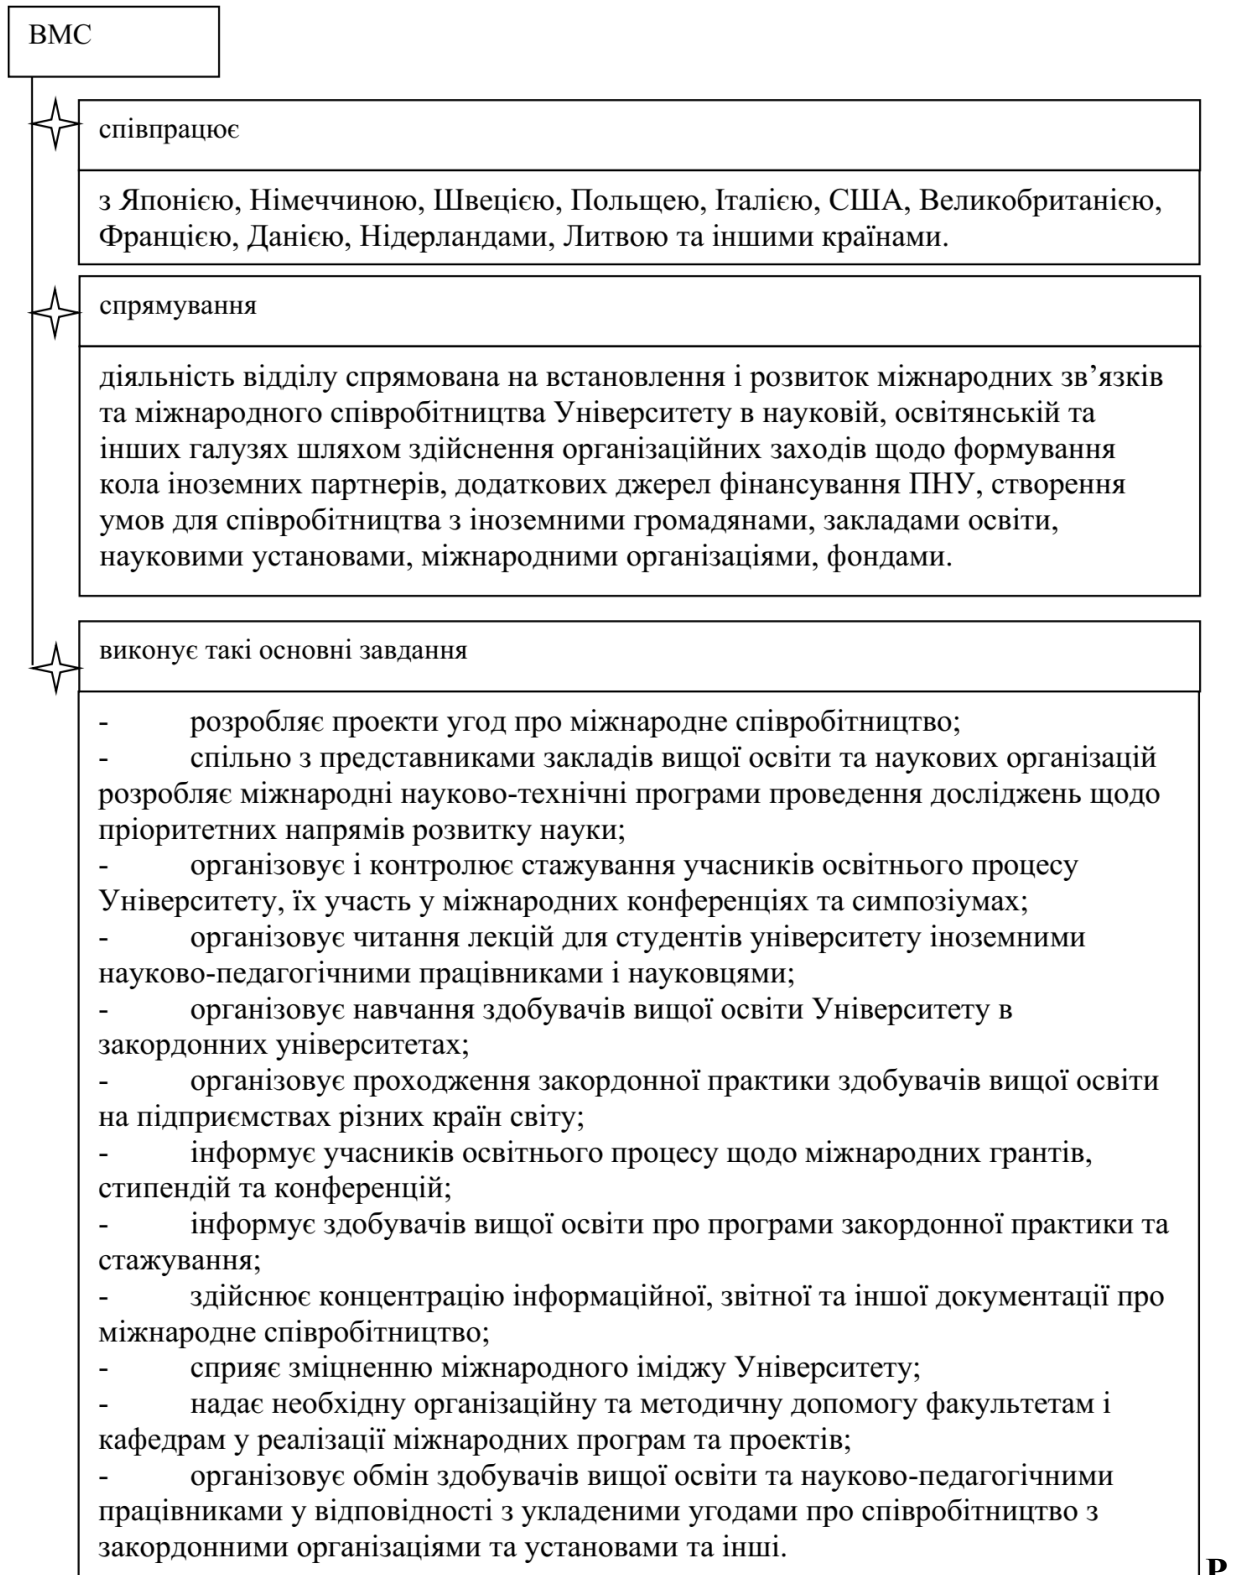 ВМС
співпрацює
з Японією, Німеччиною, Швецією, Польщею, Італією, США, Великобританією,
Францією, Данією, Нідерландами, Литвою та іншими країнами.
спрямування
діяльність відділу спрямована на встановлення і розвиток міжнародних зв’язків
та міжнародного співробітництва Університету в науковій, освітянській та
інших галузях шляхом здійснення організаційних заходів щодо формування
кола іноземних партнерів, додаткових джерел фінансування ПНУ, створення
умов для співробітництва з іноземними громадянами, закладами освіти,
науковими установами, міжнародними організаціями, фондами.
виконує такі основні завдання
- розробляє проекти угод про міжнародне співробітництво;
- спільно з представниками закладів вищої освіти та наукових організацій
розробляє міжнародні науково-технічні програми проведення досліджень щодо
пріоритетних напрямів розвитку науки;
- організовує і контролює стажування учасників освітнього процесу
Університету, їх участь у міжнародних конференціях та симпозіумах;
- організовує читання лекцій для студентів університету іноземними
науково-педагогічними працівниками і науковцями;
- організовує навчання здобувачів вищої освіти Університету в
закордонних університетах;
- організовує проходження закордонної практики здобувачів вищої освіти
на підприємствах різних країн світу;
- інформує учасників освітнього процесу щодо міжнародних грантів,
стипендій та конференцій;
- інформує здобувачів вищої освіти про програми закордонної практики та
стажування;
- здійснює концентрацію інформаційної, звітної та іншої документації про
міжнародне співробітництво;
- сприяє зміцненню міжнародного іміджу Університету;
- надає необхідну організаційну та методичну допомогу факультетам і
кафедрам у реалізації міжнародних програм та проектів;
- організовує обмін здобувачів вищої освіти та науково-педагогічними
працівниками у відповідності з укладеними угодами про співробітництво з
закордонними організаціями та установами та інші.
Р